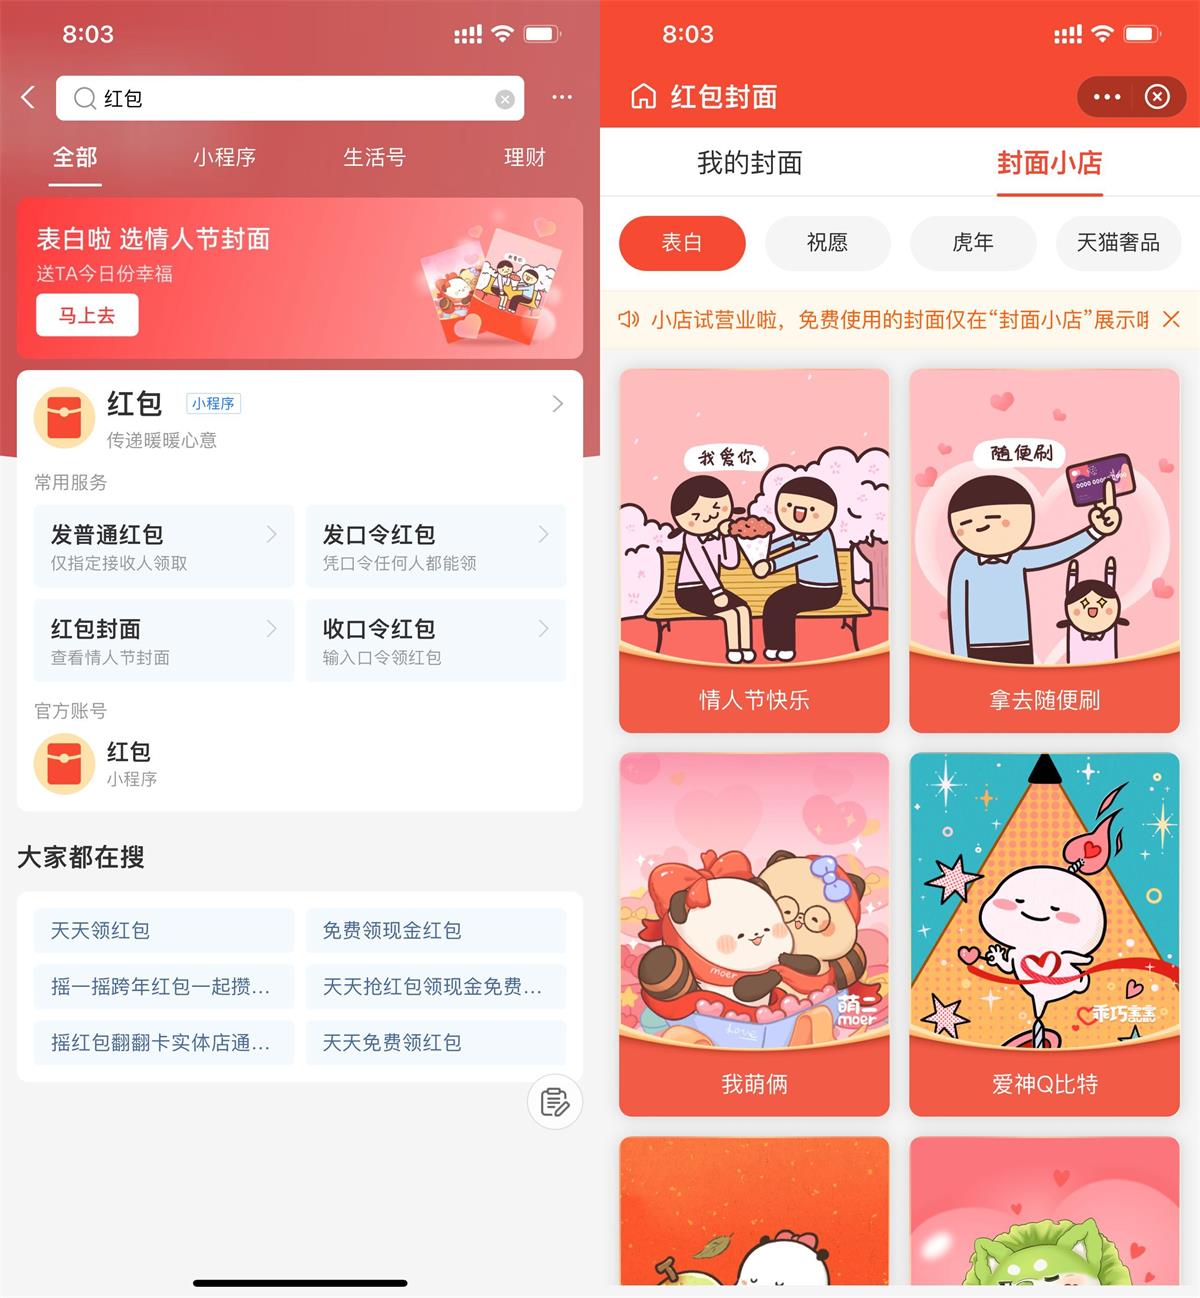 8:03
红包
全部
小程序
生活号
理财
表白啦 选情人节封面
送TA今日份幸福
马上去
红包
小程序
传递暖暖心意
常用服务
发普通红包
仅指定接收人领取
发口令红包
凭口令任何人都能领
红包封面
查看情人节封面
收口令红包
输入口令领红包
官方账号
红包
小程序
大家都在搜
天天领红包
免费领现金红包
摇一摇跨年红包一起攒...
天天抢红包领现金免费...
摇红包翻翻卡实体店通...
天天免费领红包
8:03
红包封面
我的封面
封面小店
表白
祝愿
虎年
天猫奢品
小店试营业啦，免费使用的封面仅在“封面小店”展示
我爱你
情人节快乐
随便刷
拿去随便刷
moer
Love
萌二
moer
我萌俩
乖巧宝宝
爱神Q比特